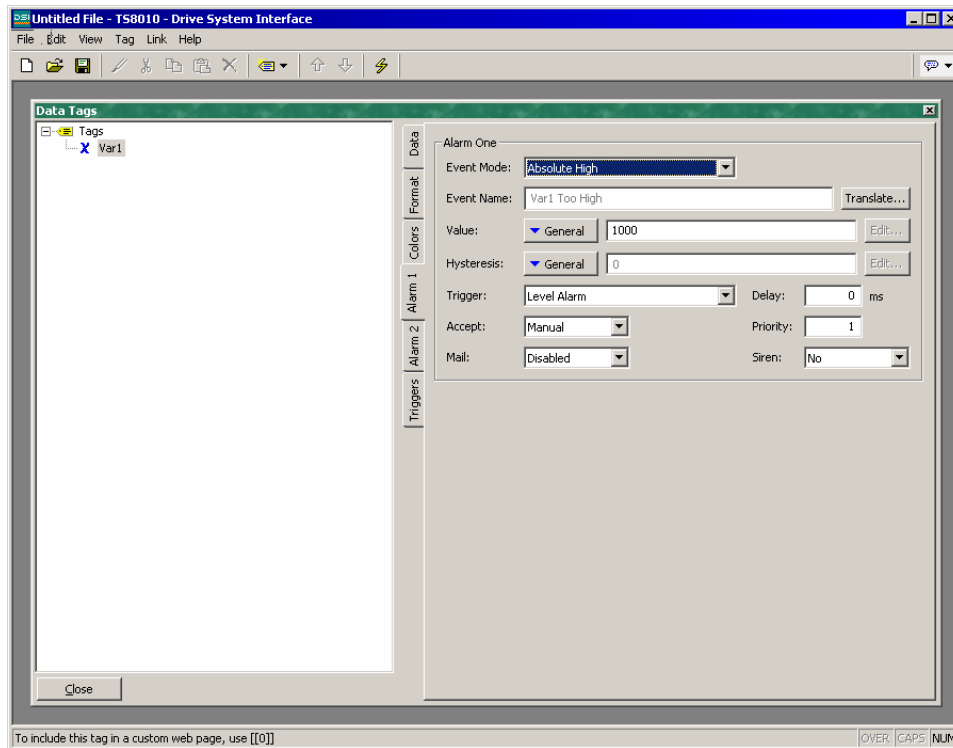 DSI Untitled File - TS8010 - Drive System Interface
File Edit View Tag Link Help
Data Tags
Tags
Var1
Data
Format
Colors
Alarm 1
Alarm 2
Triggers
Alarm One
Event Mode: Absolute High
Event Name: Var1 Too High Translate...
Value: General 1000 Edit...
Hysteresis: General 0 Edit...
Trigger: Level Alarm Delay: 0 ms
Accept: Manual Priority: 1
Mail: Disabled Siren: No
Close
To include this tag in a custom web page, use [[0]] OVER CAPS NUM